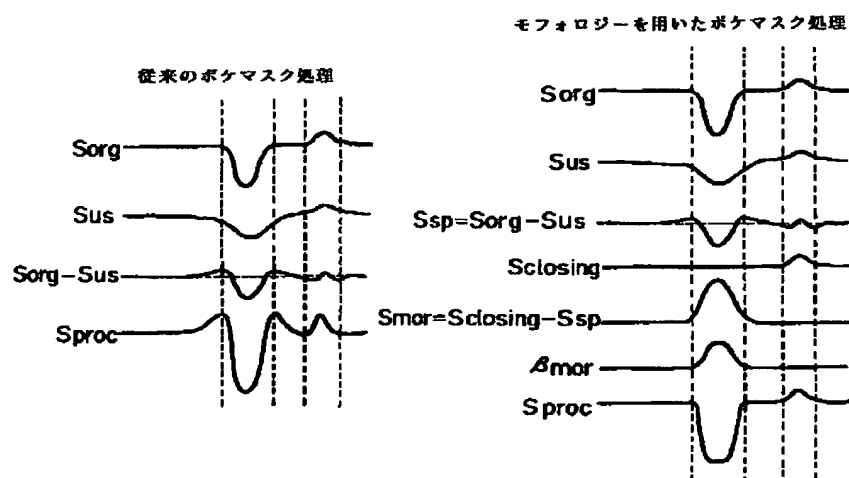 従来のボケマスク処理
Sorg
Sus
Sorg-Sus
Sproc
モフォロジーを用いたボケマスク処理
Sorg
Sus
Ssp=Sorg-Sus
Sclosing
Smor=Sclosing-Ssp
βmor
Sproc